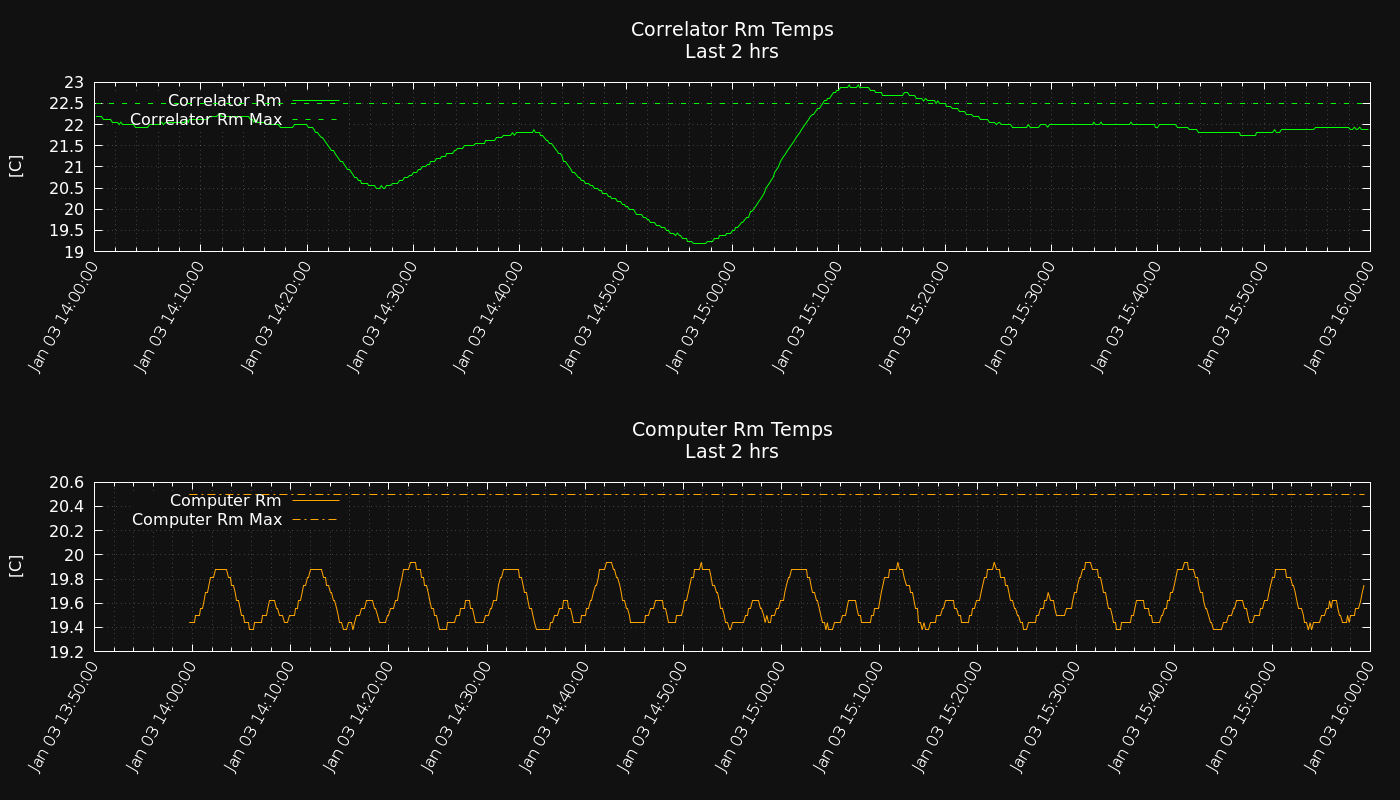 Correlator Rm Temps
Last 2 hrs
23
22.5
22
21.5
21
20.5
20
19.5
19
[C]
Correlator Rm
Correlator Rm Max
Jan 03 14:00:00
Jan 03 14:10:00
Jan 03 14:20:00
Jan 03 14:30:00
Jan 03 14:40:00
Jan 03 14:50:00
Jan 03 15:00:00
Jan 03 15:10:00
Jan 03 15:20:00
Jan 03 15:30:00
Jan 03 15:40:00
Jan 03 15:50:00
Jan 03 16:00:00
Computer Rm Temps
Last 2 hrs
20.6
20.4
20.2
20
19.8
19.6
19.4
19.2
[C]
Computer Rm
Computer Rm Max
Jan 03 13:50:00
Jan 03 14:00:00
Jan 03 14:10:00
Jan 03 14:20:00
Jan 03 14:30:00
Jan 03 14:40:00
Jan 03 14:50:00
Jan 03 15:00:00
Jan 03 15:10:00
Jan 03 15:20:00
Jan 03 15:30:00
Jan 03 15:40:00
Jan 03 15:50:00
Jan 03 16:00:00